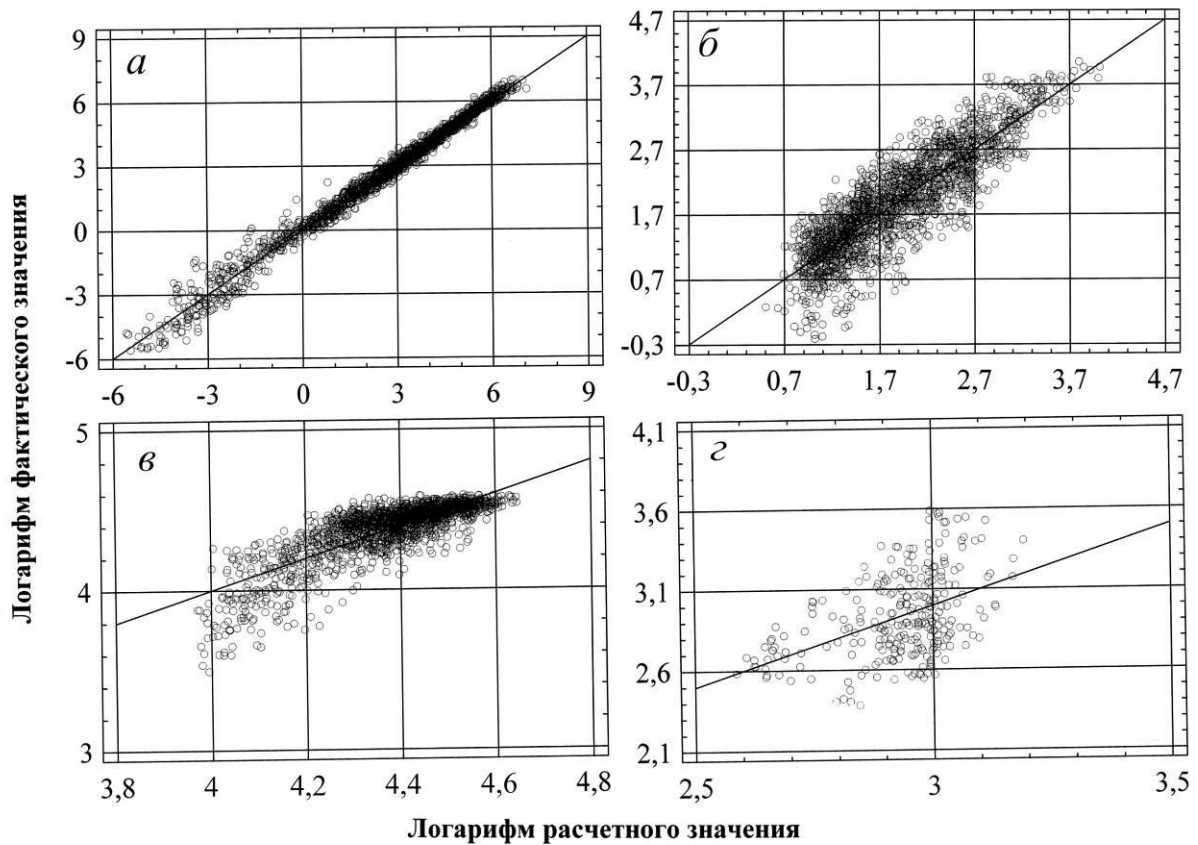 а
б
9
6
3
0
-3
-6
4,7
3,7
2,7
1,7
0,7
-0,3
-6 -3 0 3 6 9
-0,3 0,7 1,7 2,7 3,7 4,7
в
г
5
4
3
4,1
3,6
3,1
2,6
2,1
3,8 4 4,2 4,4 4,6 4,8
2,5 3 3,5
Логарифм фактического значения
Логарифм расчетного значения